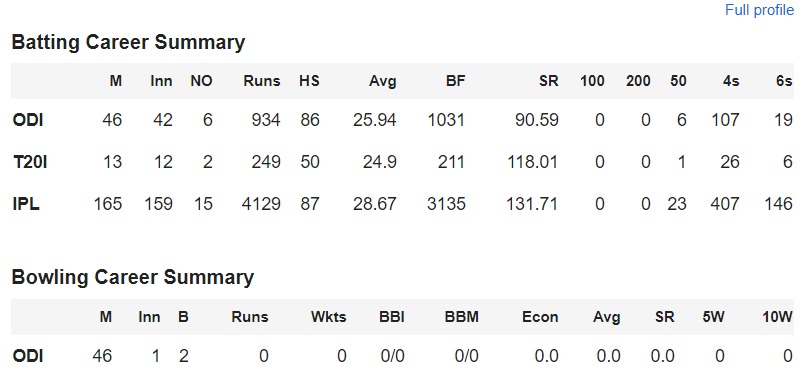 Full profile
Batting Career Summary
M Inn NO Runs HS Avg BF SR 100 200 50 4s 6s
ODI 46 42 6 934 86 25.94 1031 90.59 0 0 6 107 19
T20I 13 12 2 249 50 24.9 211 118.01 0 0 1 26 6
IPL 165 159 15 4129 87 28.67 3135 131.71 0 0 23 407 146
Bowling Career Summary
M Inn B Runs Wkts BBI BBM Econ Avg SR 5W 10W
ODI 46 1 2 0 0 0/0 0/0 0.0 0.0 0.0 0 0